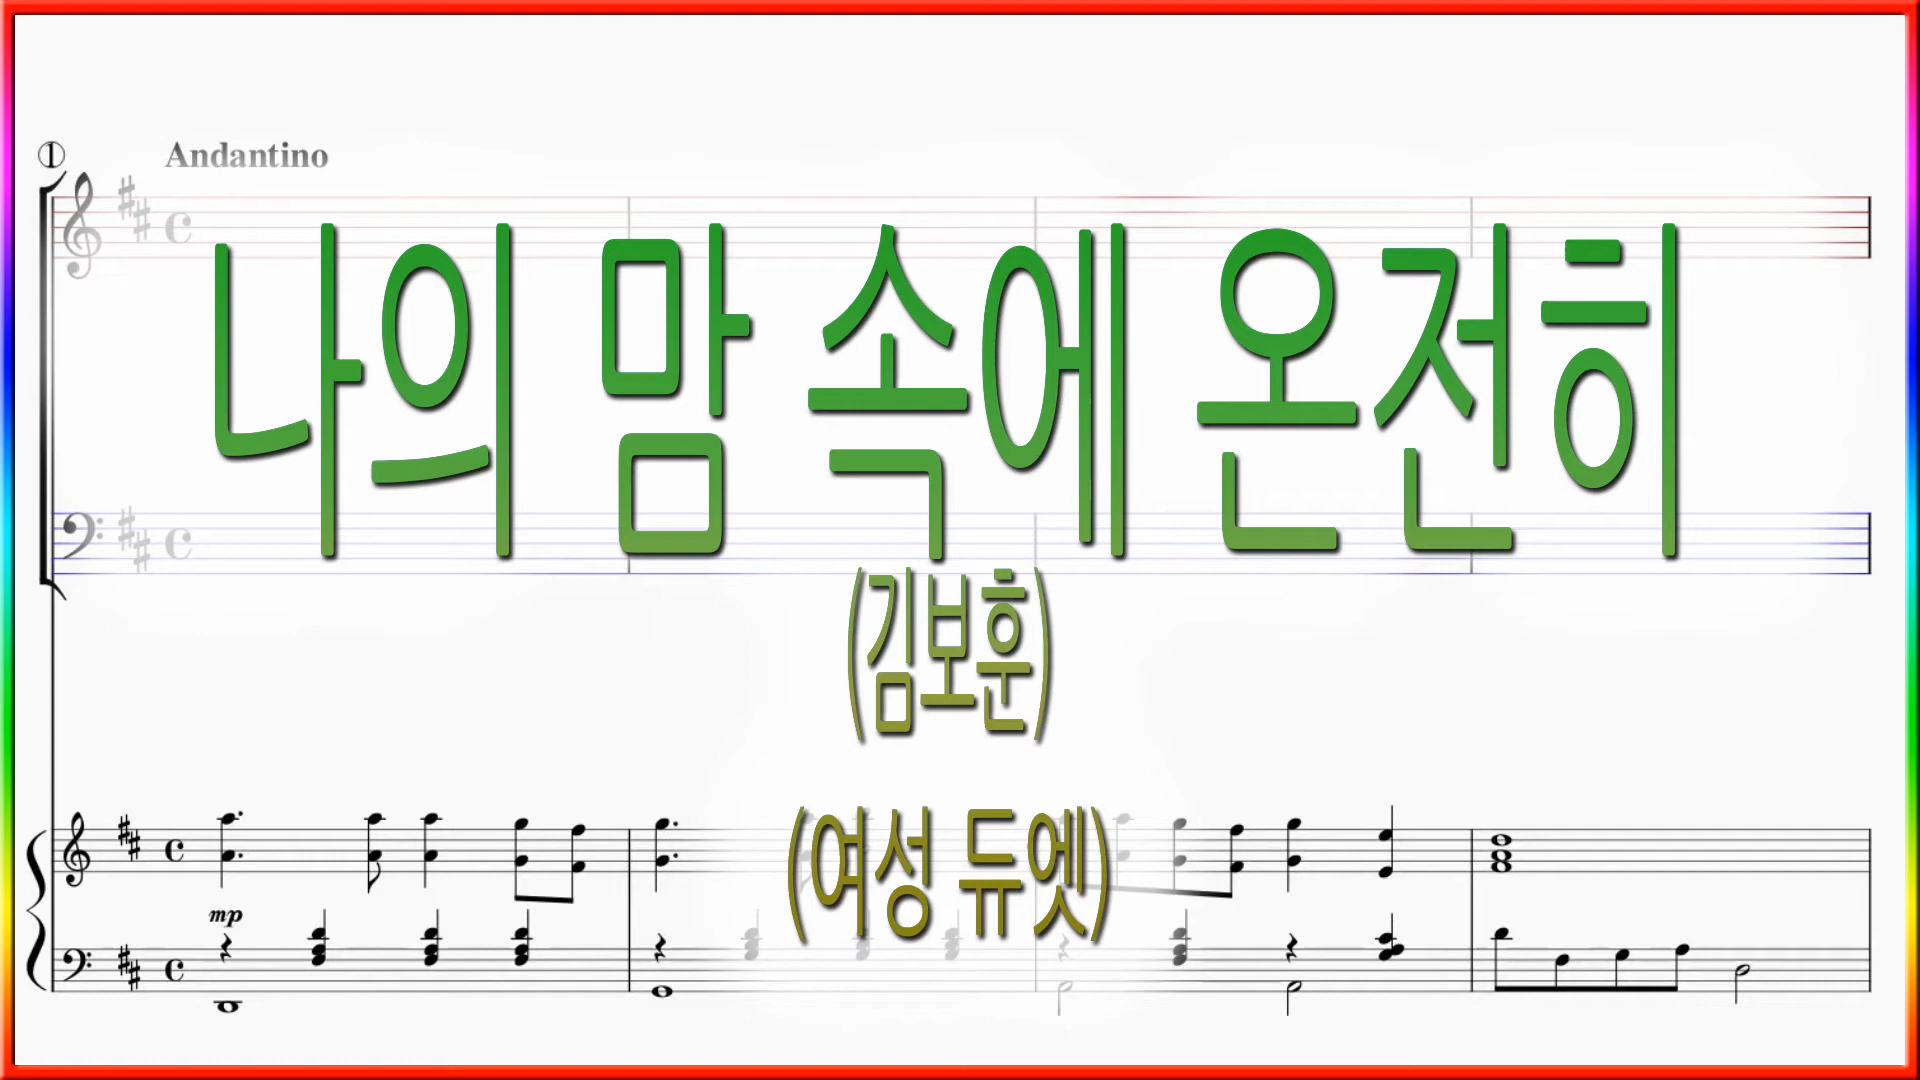 ①
Andantino
나의 맘 속에 온전히
(김보훈)
(여성 듀엣)
mp